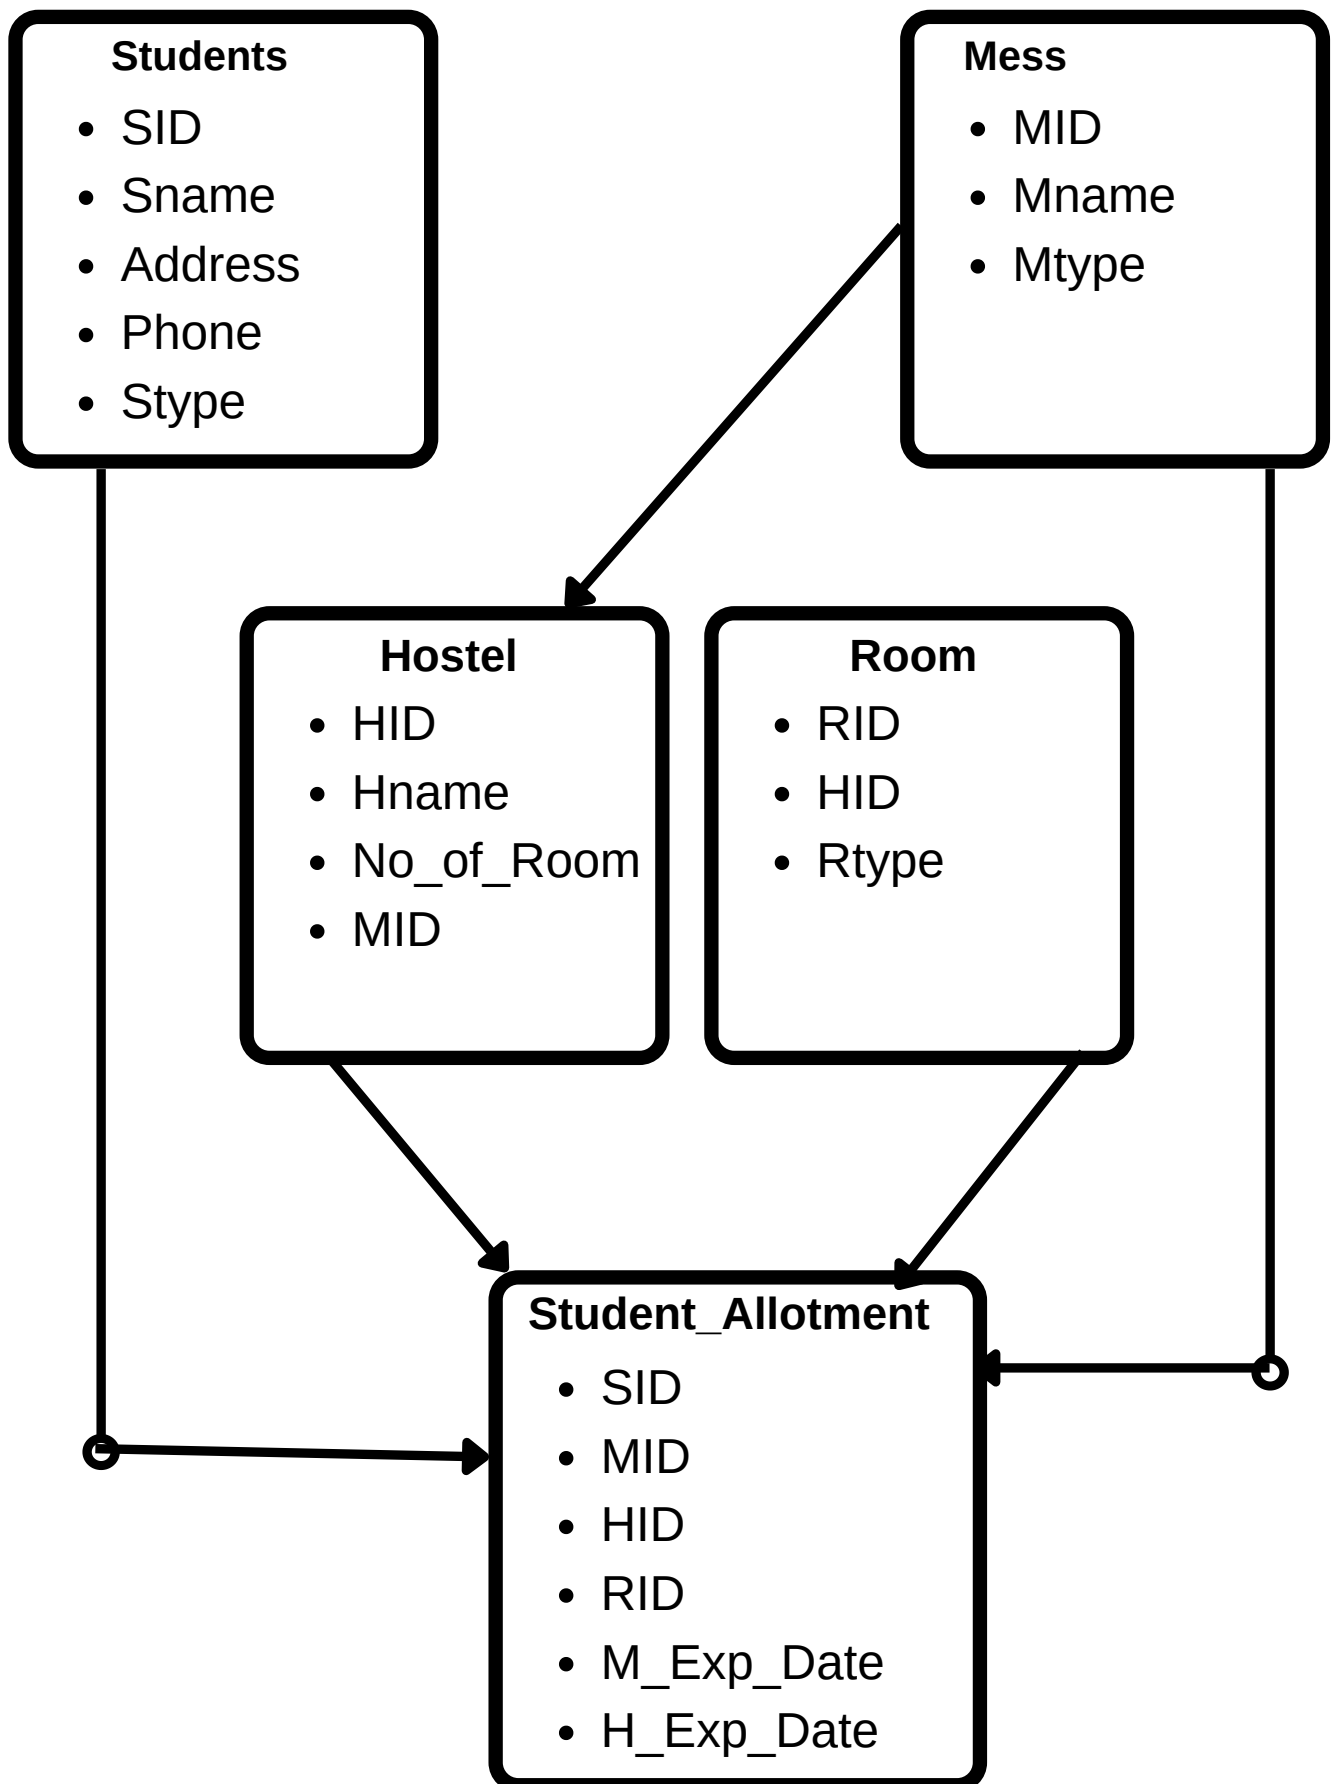 Students
SID
Sname
Address
Phone
Stype
Mess
MID
Mname
Mtype
Hostel
HID
Hname
No_of_Room
MID
Room
RID
HID
Rtype
Student_Allotment
SID
MID
HID
RID
M_Exp_Date
H_Exp_Date